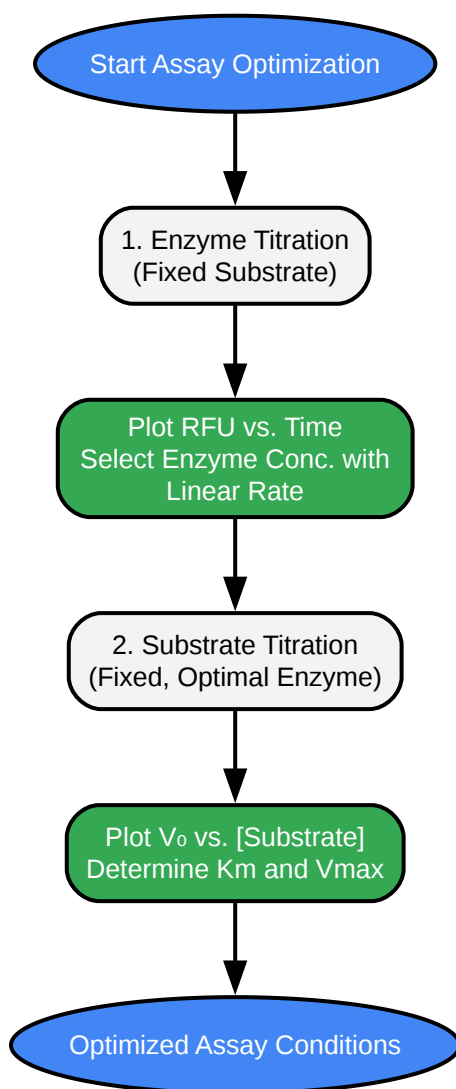 Start Assay Optimization
1. Enzyme Titration
(Fixed Substrate)
Plot RFU vs. Time
Select Enzyme Conc. with
Linear Rate
2. Substrate Titration
(Fixed, Optimal Enzyme)
Plot V₀ vs. [Substrate]
Determine Km and Vmax
Optimized Assay Conditions